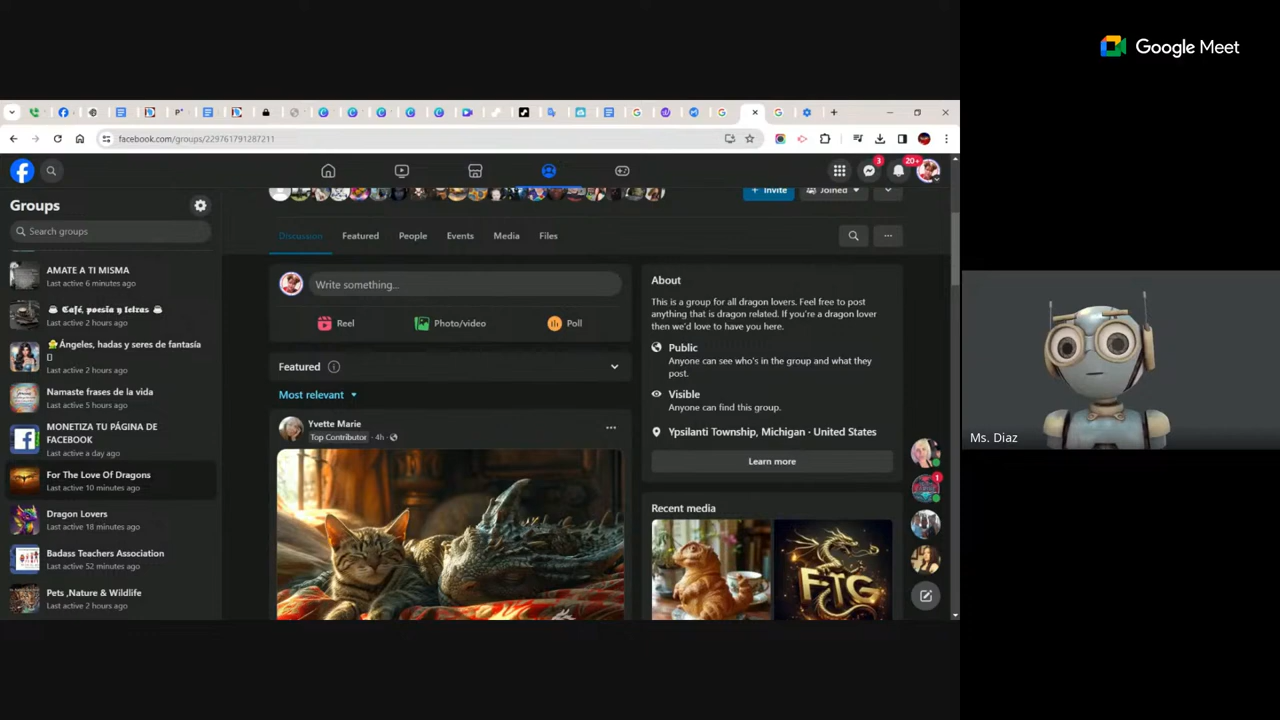 Google Meet
facebook.com/groups/229761791287211
3
20+
Groups
Search groups
AMATE A TI MISMA
Last active 6 minutes ago
☕ 𝕮𝖆𝖋é, 𝖕𝖔𝖊𝖘í𝖆 𝖞 𝖑𝖊𝖙𝖗𝖆𝖘 ☕
Last active 2 hours ago
🧚Ángeles, hadas y seres de fantasía
▯
Last active 2 hours ago
Namaste frases de la vida
Last active 5 hours ago
MONETIZA TU PÁGINA DE
FACEBOOK
Last active a day ago
For The Love Of Dragons
Last active 10 minutes ago
Dragon Lovers
Last active 18 minutes ago
Badass Teachers Association
Last active 52 minutes ago
Pets ,Nature & Wildlife
Last active 2 hours ago
+ Invite
Joined
Discussion Featured People Events Media Files
...
Write something...
Reel Photo/video Poll
Featured
Most relevant
Yvette Marie
Top Contributor · 4h ·
...
About
This is a group for all dragon lovers. Feel free to post
anything that is dragon related. If you're a dragon lover
then we'd love to have you here.
Public
Anyone can see who's in the group and what they
post.
Visible
Anyone can find this group.
Ypsilanti Township, Michigan · United States
Learn more
Recent media
FTG
1
Ms. Diaz